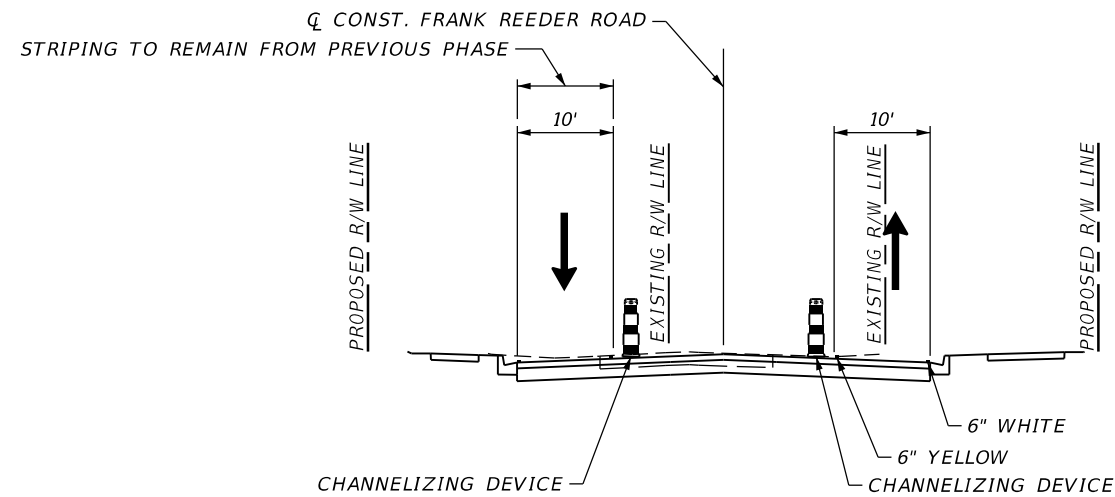 ℄ CONST. FRANK REEDER ROAD
STRIPING TO REMAIN FROM PREVIOUS PHASE
10'
10'
PROPOSED R/W LINE
EXISTING R/W LINE
EXISTING R/W LINE
PROPOSED R/W LINE
6" WHITE
6" YELLOW
CHANNELIZING DEVICE
CHANNELIZING DEVICE